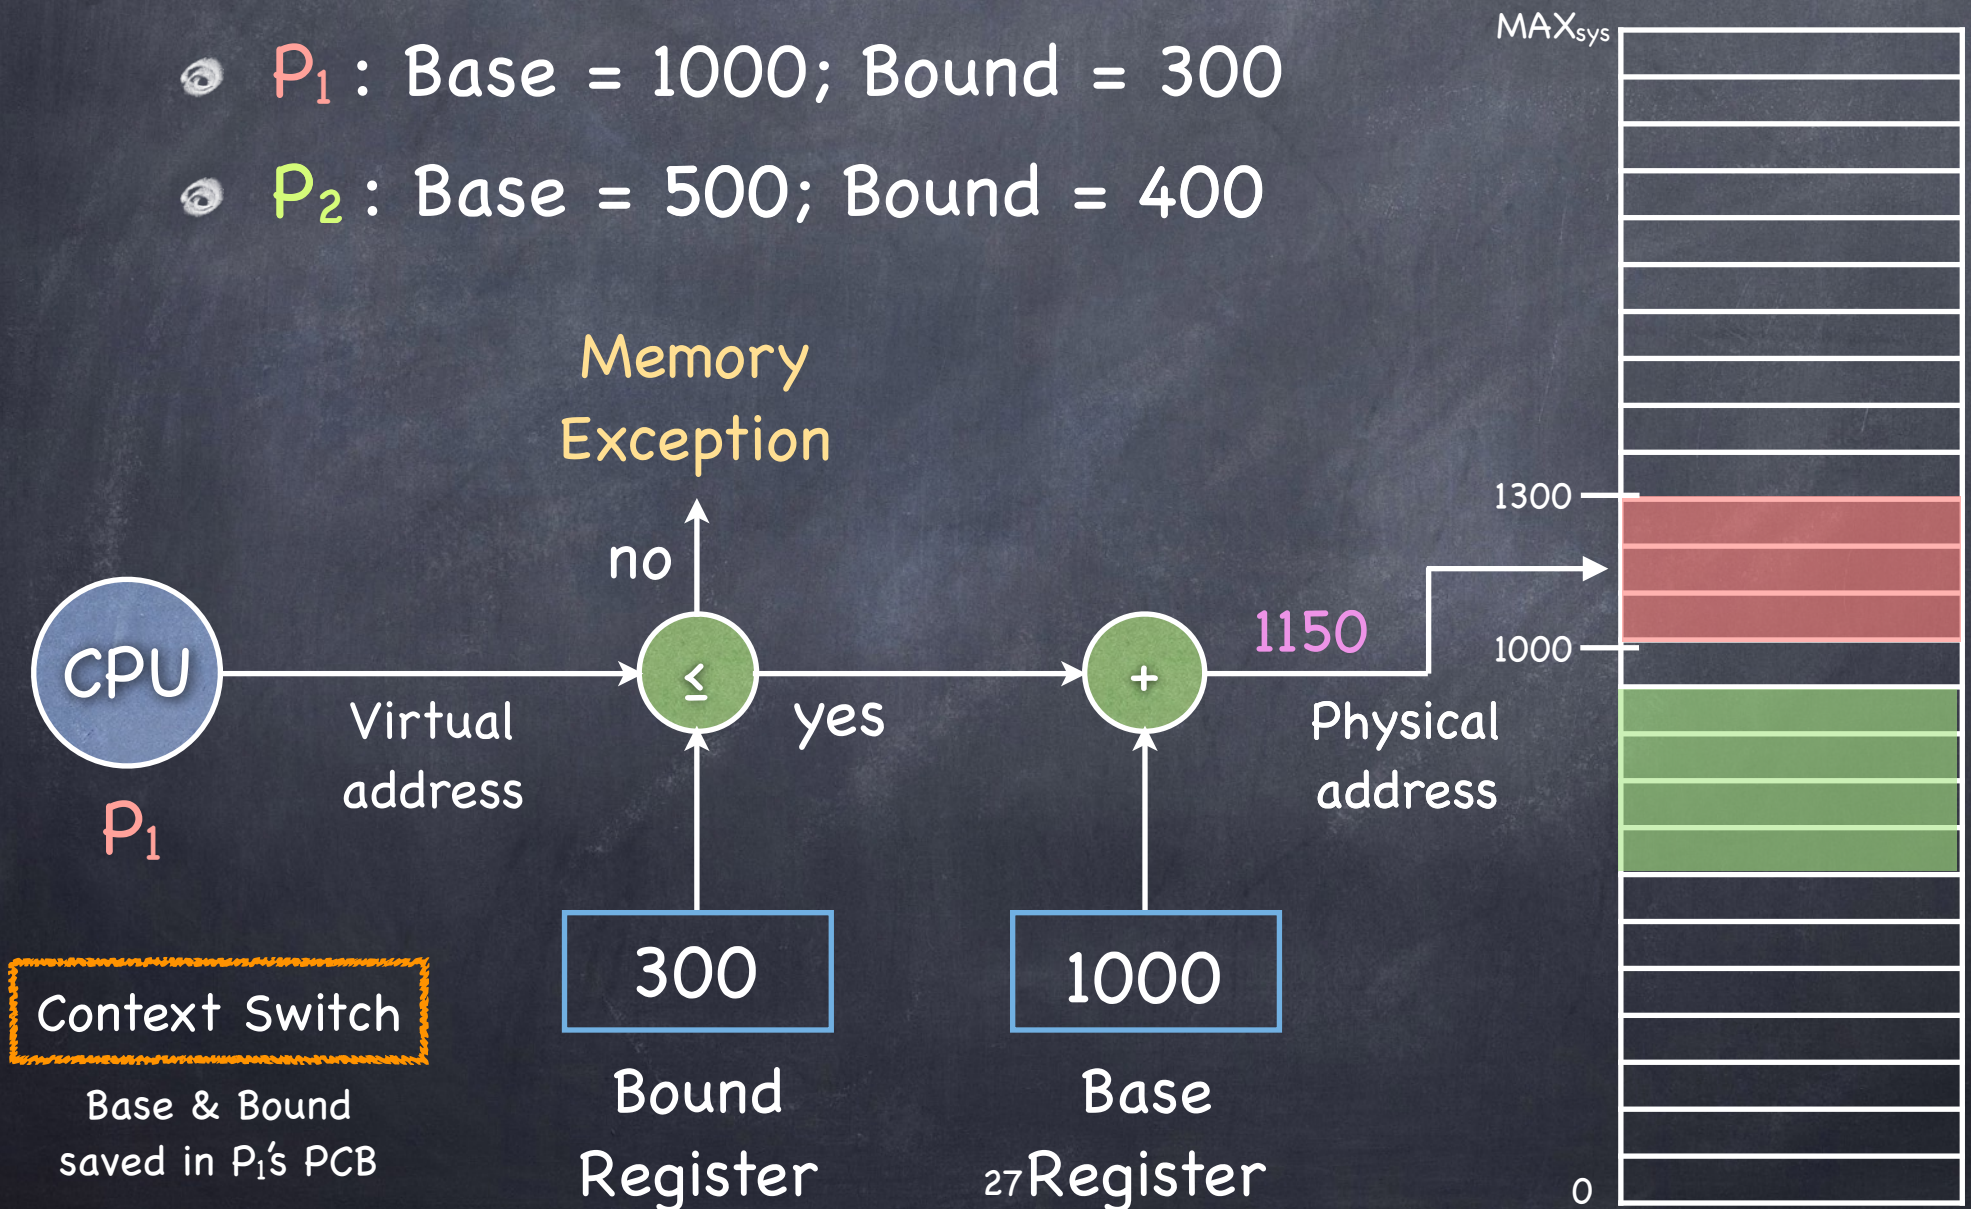 MAXsys
P1 : Base = 1000; Bound = 300
P2 : Base = 500; Bound = 400
Memory
Exception
no
1300
1150
1000
CPU
≤
+
yes
Virtual
address
Physical
address
P1
300
1000
Context Switch
Base & Bound
saved in P1's PCB
Bound
Register
Base
Register
27
0